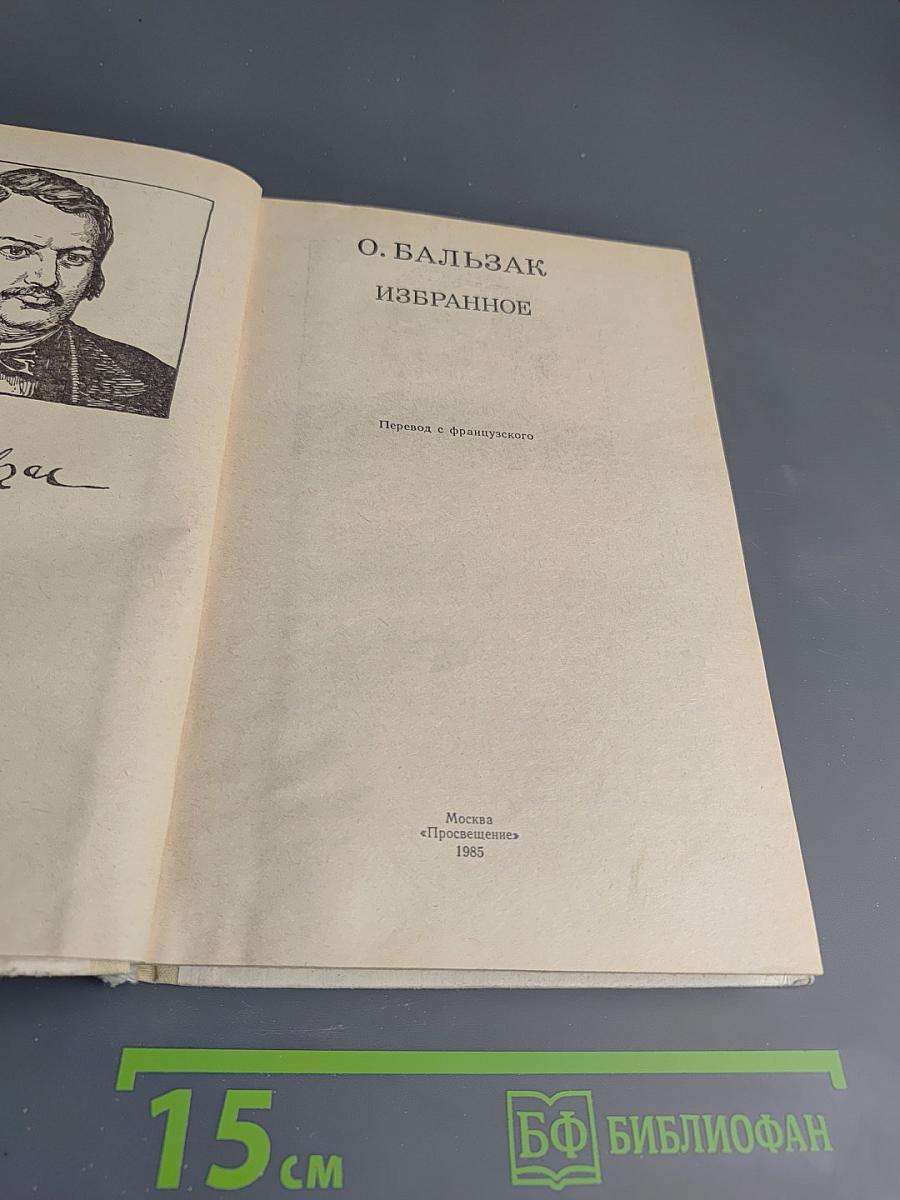 О. БАЛЬЗАК
ИЗБРАННОЕ
Перевод с французского
Москва
«Просвещение»
1985
15 см
БФ БИБЛИОФАН